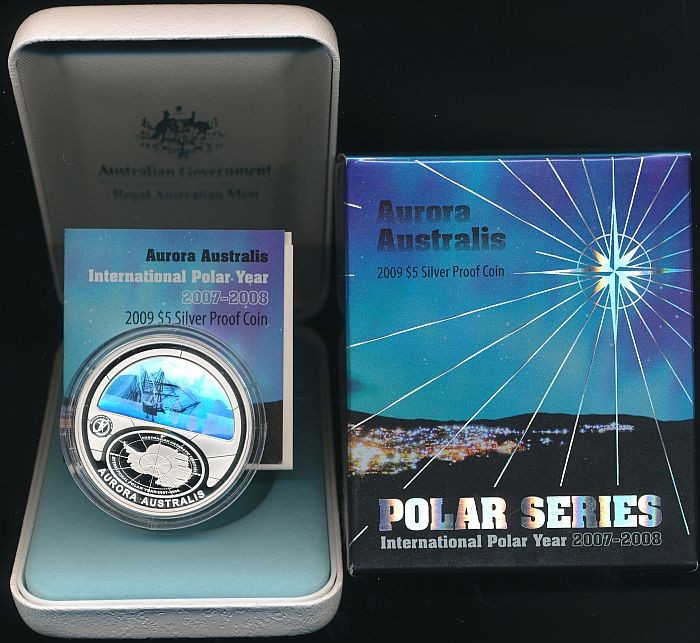 Australian Government
Royal Australian Mint
Aurora Australis
International Polar Year
2007-2008
2009 $5 Silver Proof Coin
AURORA AUSTRALIS
Aurora
Australis
2009 $5 Silver Proof Coin
POLAR SERIES
International Polar Year 2007-2008